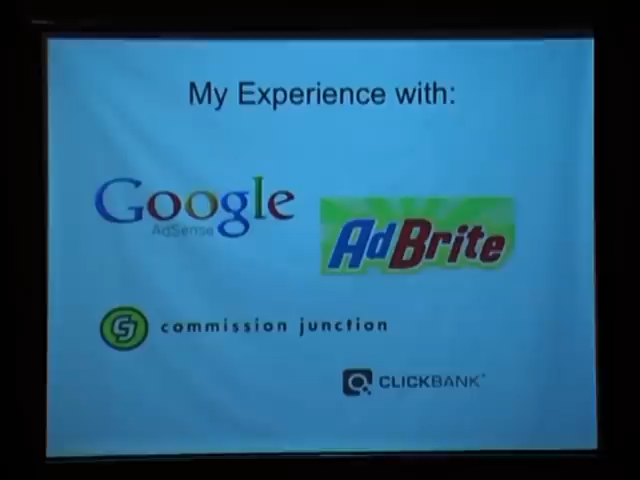 My Experience with:
Google
AdSense
AdBrite
commission junction
CLICKBANK